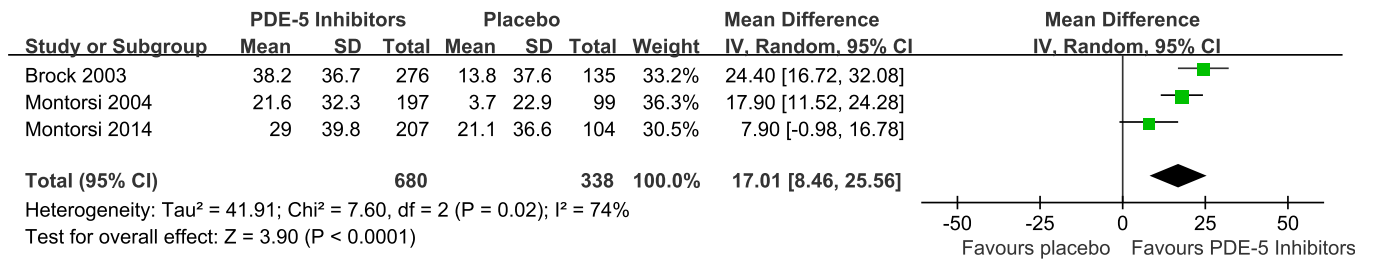 PDE-5 Inhibitors Placebo Mean Difference Mean Difference
Study or Subgroup Mean SD Total Mean SD Total Weight IV, Random, 95% CI IV, Random, 95% CI
Brock 2003 38.2 36.7 276 13.8 37.6 135 33.2% 24.40 [16.72, 32.08]
Montorsi 2004 21.6 32.3 197 3.7 22.9 99 36.3% 17.90 [11.52, 24.28]
Montorsi 2014 29 39.8 207 21.1 36.6 104 30.5% 7.90 [-0.98, 16.78]
Total (95% CI) 680 338 100.0% 17.01 [8.46, 25.56]
Heterogeneity: Tau² = 41.91; Chi² = 7.60, df = 2 (P = 0.02); I² = 74%
Test for overall effect: Z = 3.90 (P < 0.0001)
-50 -25 0 25 50
Favours placebo Favours PDE-5 Inhibitors